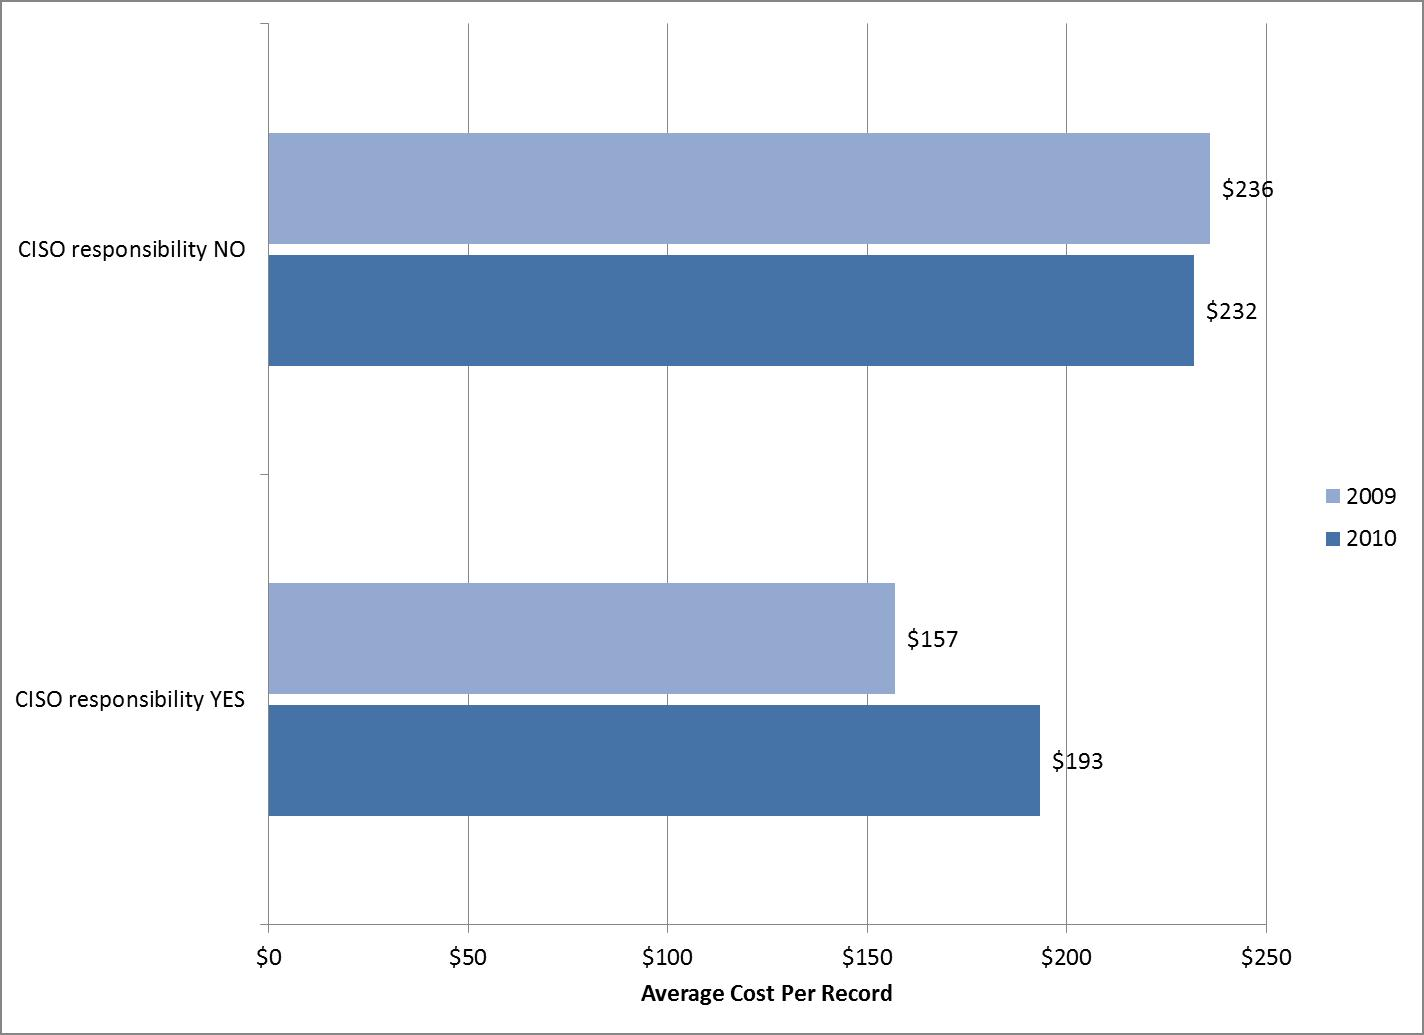 $236
CISO responsibility NO
$232
2009
2010
$157
CISO responsibility YES
$193
$0 $50 $100 $150 $200 $250
Average Cost Per Record